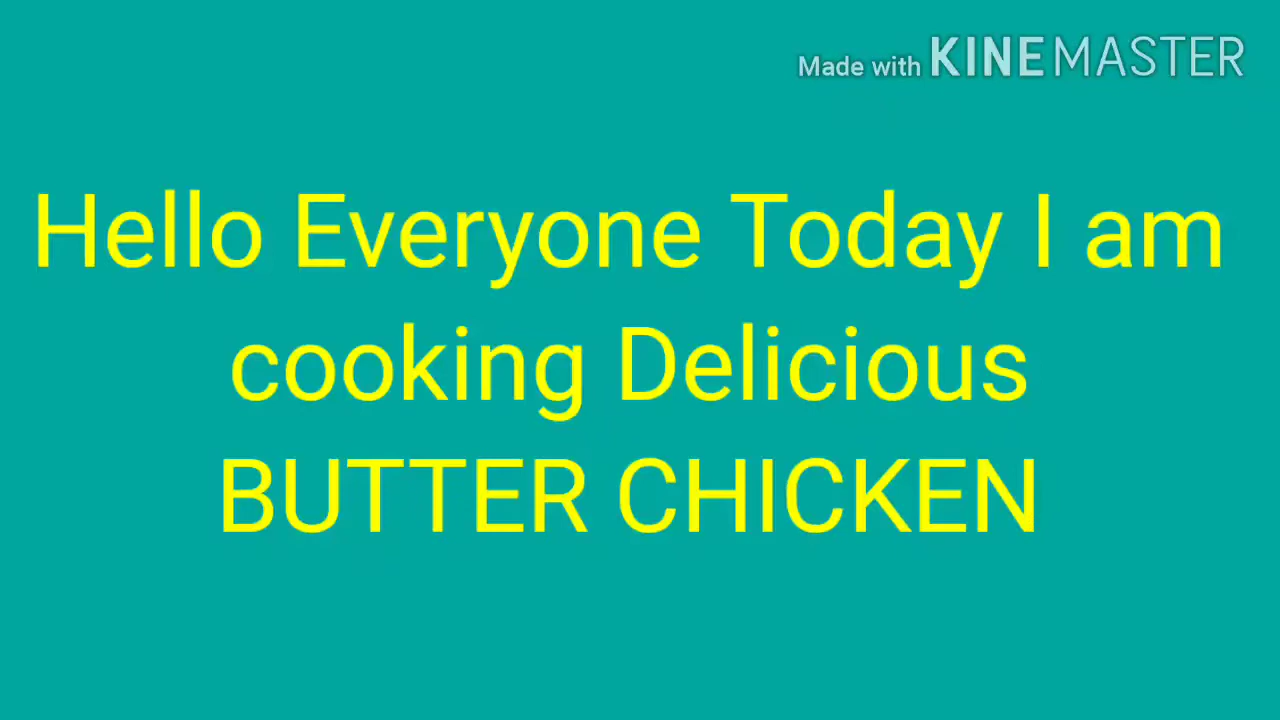 Made with KINEMASTER
Hello Everyone Today I am
cooking Delicious
BUTTER CHICKEN